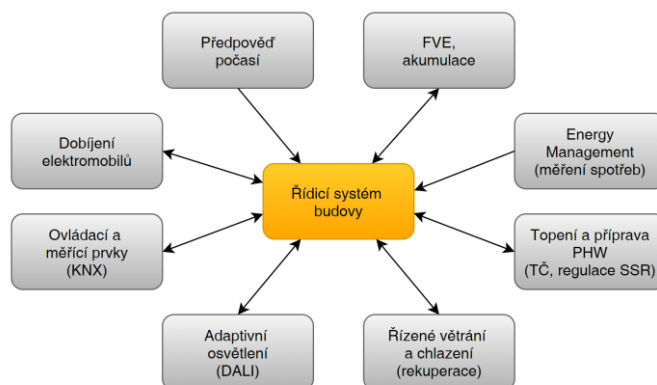 Předpověď
počasí
FVE,
akumulace
Dobíjení
elektromobilů
Energy
Management
(měření spotřeb)
Řídicí systém
budovy
Ovládací a
měřící prvky
(KNX)
Topení a příprava
PHW
(TČ, regulace SSR)
Adaptivní
osvětlení
(DALI)
Řízené větrání
a chlazení
(rekuperace)